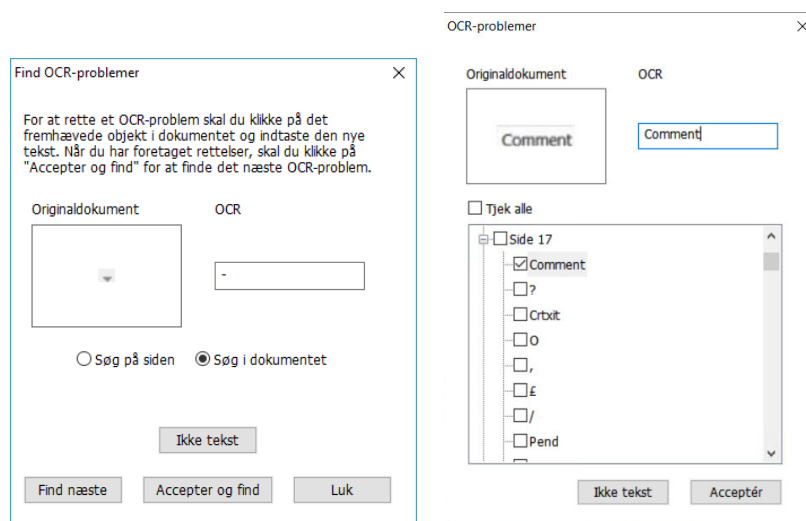 Find OCR-problemer
For at rette et OCR-problem skal du klikke på det
fremhævede objekt i dokumentet og indtaste den nye
tekst. Når du har foretaget rettelser, skal du klikke på
"Accepter og find" for at finde det næste OCR-problem.
Originaldokument OCR
-
Søg på siden Søg i dokumentet
Ikke tekst
Find næste Accepter og find Luk
OCR-problemer
Originaldokument OCR
Comment Comment
Tjek alle
Side 17
Comment
?
Crtxit
O
,
£
/
Pend
Ikke tekst Acceptér